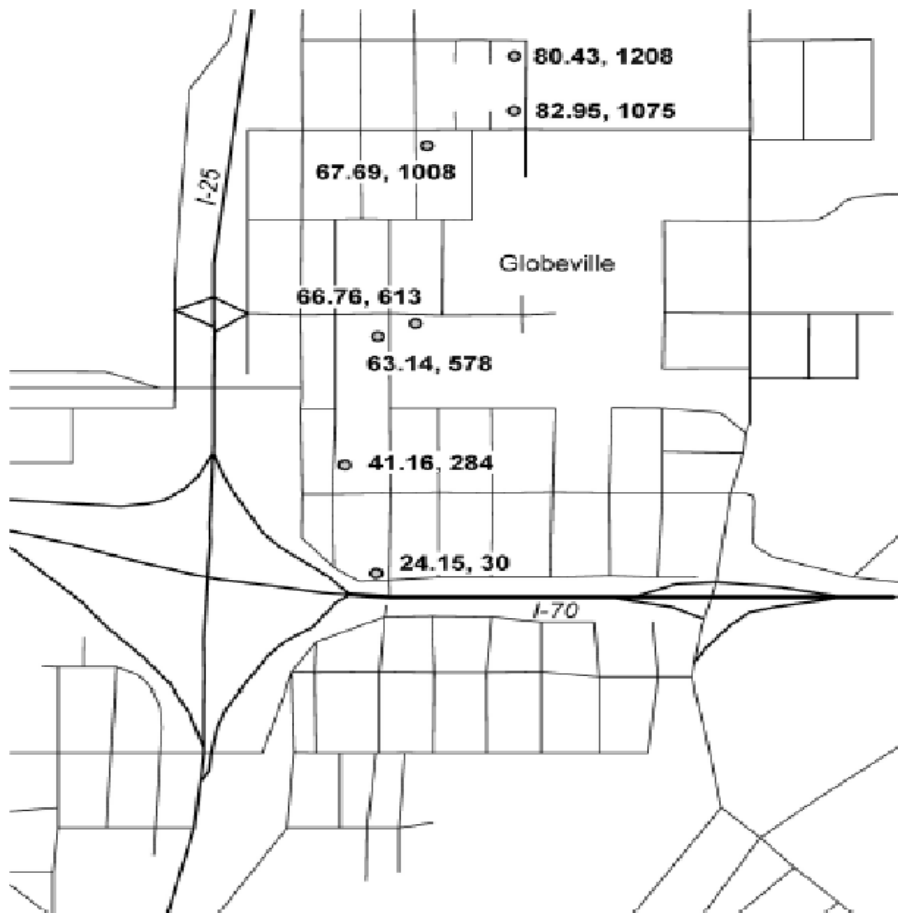 80.43, 1208
82.95, 1075
67.69, 1008
I-25
Globeville
66.76, 613
63.14, 578
41.16, 284
24.15, 30
I-70